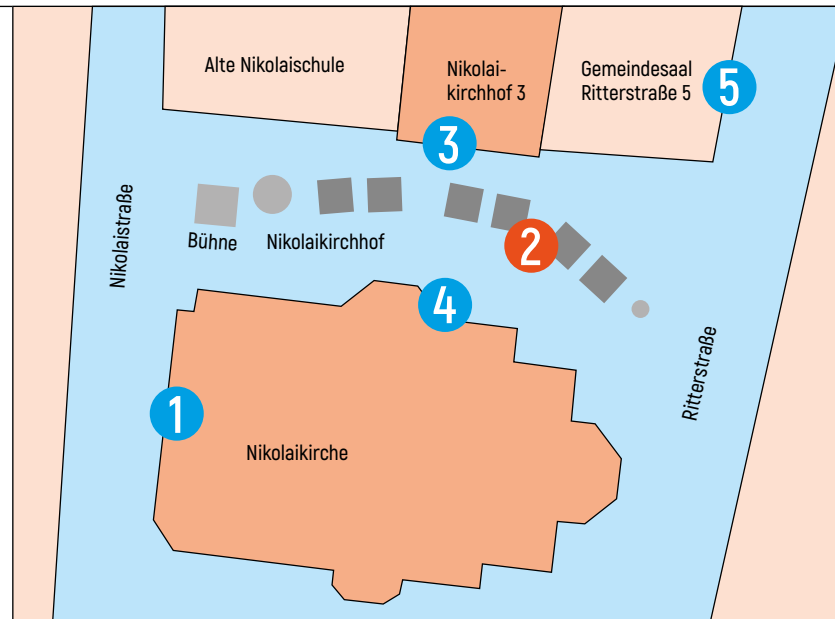 Alte Nikolaischule
Nikolai-
kirchhof 3
Gemeindesaal
Ritterstraße 5
5
3
Nikolaistraße
Bühne
Nikolaikirchhof
2
4
Ritterstraße
1
Nikolaikirche